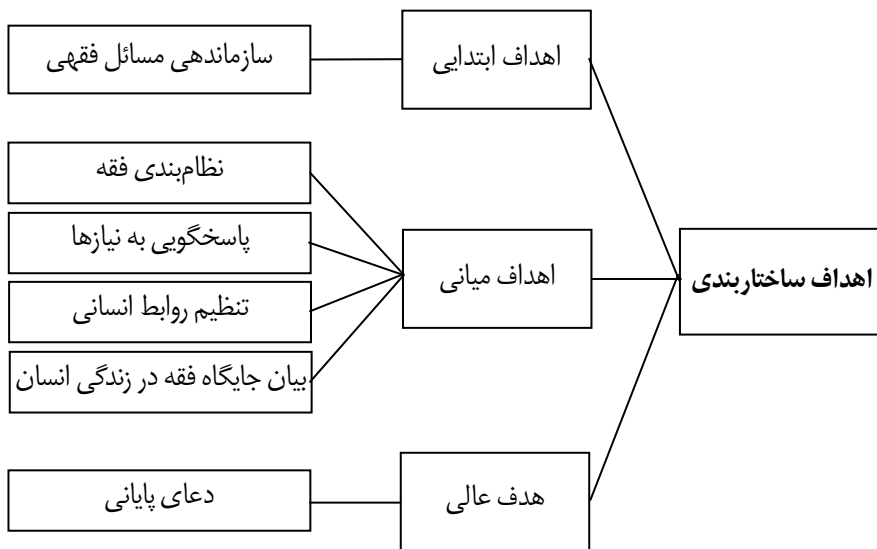 اهداف ساختاربندی
اهداف ابتدایی
سازماندهی مسائل فقهی
اهداف میانی
نظام‌بندی فقه
پاسخگویی به نیازها
تنظیم روابط انسانی
بیان جایگاه فقه در زندگی انسان
هدف عالی
دعای پایانی